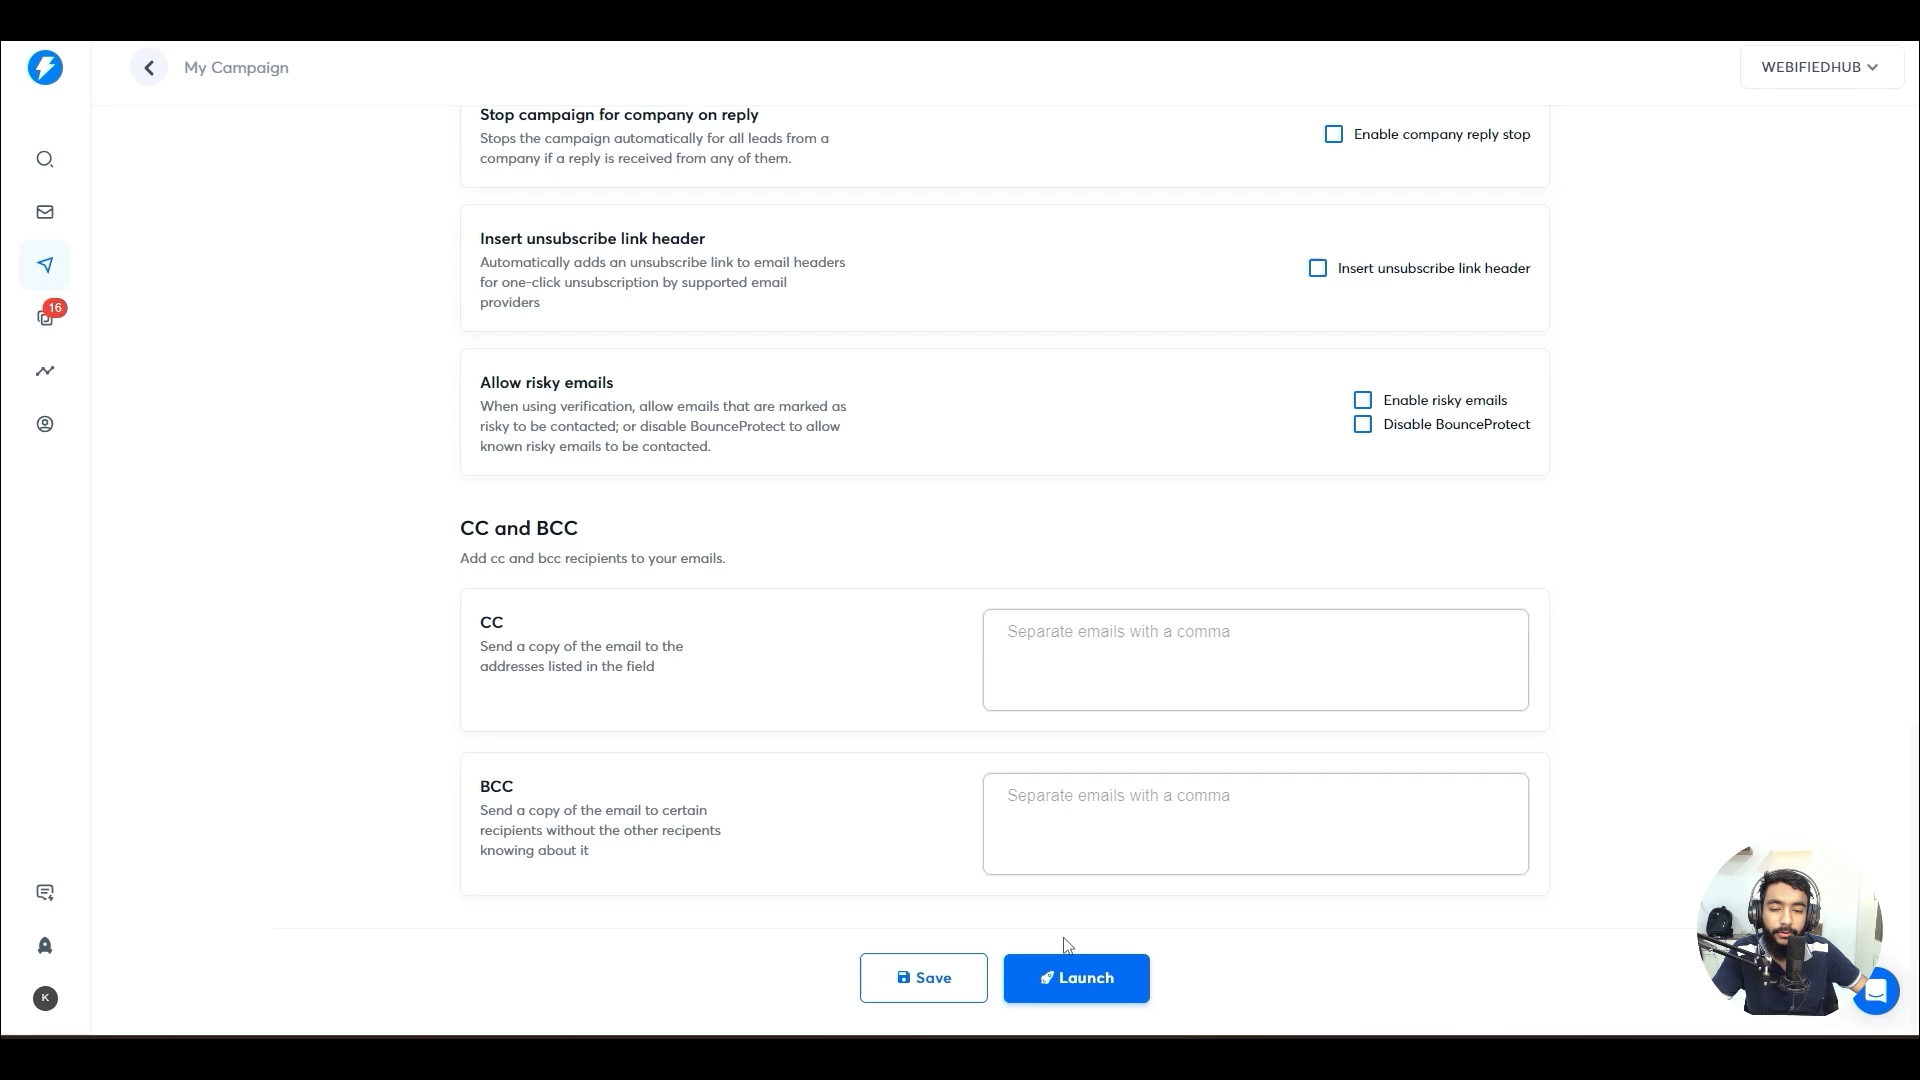 My Campaign
WEBIFIEDHUB
Stop campaign for company on reply
Stops the campaign automatically for all leads from a
company if a reply is received from any of them.
Enable company reply stop
Insert unsubscribe link header
Automatically adds an unsubscribe link to email headers
for one-click unsubscription by supported email
providers
Insert unsubscribe link header
16
Allow risky emails
When using verification, allow emails that are marked as
risky to be contacted; or disable BounceProtect to allow
known risky emails to be contacted.
Enable risky emails
Disable BounceProtect
CC and BCC
Add cc and bcc recipients to your emails.
CC
Send a copy of the email to the
addresses listed in the field
Separate emails with a comma
BCC
Send a copy of the email to certain
recipients without the other recipents
knowing about it
Separate emails with a comma
Save
Launch
K